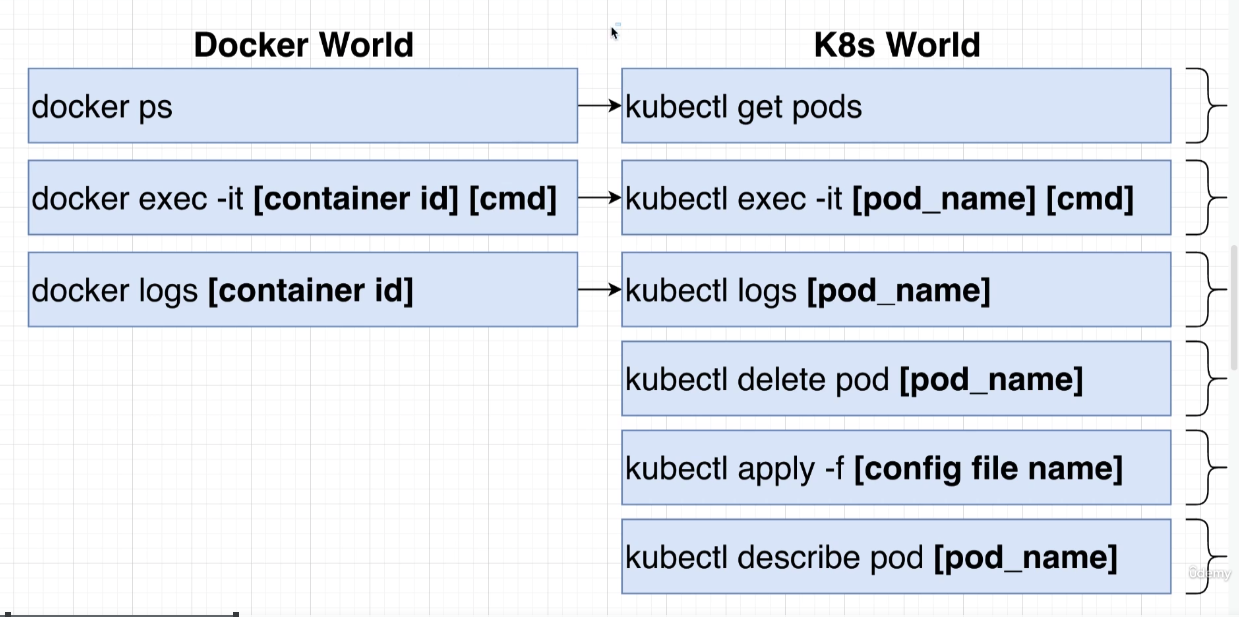 Docker World
K8s World
docker ps
kubectl get pods
docker exec -it [container id] [cmd]
kubectl exec -it [pod_name] [cmd]
docker logs [container id]
kubectl logs [pod_name]
kubectl delete pod [pod_name]
kubectl apply -f [config file name]
kubectl describe pod [pod_name]
ûdemy